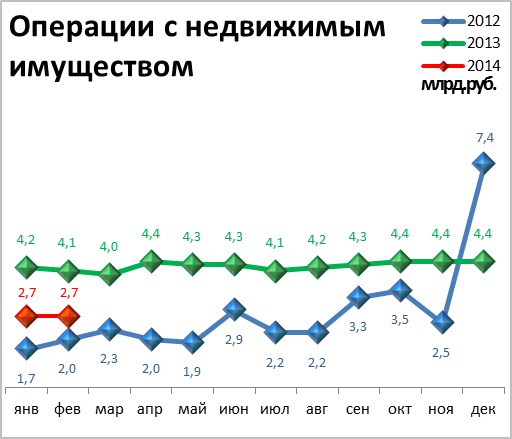 Операции с недвижимым
имуществом
2012
2013
2014
млрд.руб.
7,4
4,2 4,1 4,0 4,4 4,3 4,3 4,1 4,2 4,3 4,4 4,4 4,4
2,7 2,7
1,7 2,0 2,3 2,0 1,9 2,9 2,2 2,2 3,3 3,5 2,5
янв фев мар апр май июн июл авг сен окт ноя дек